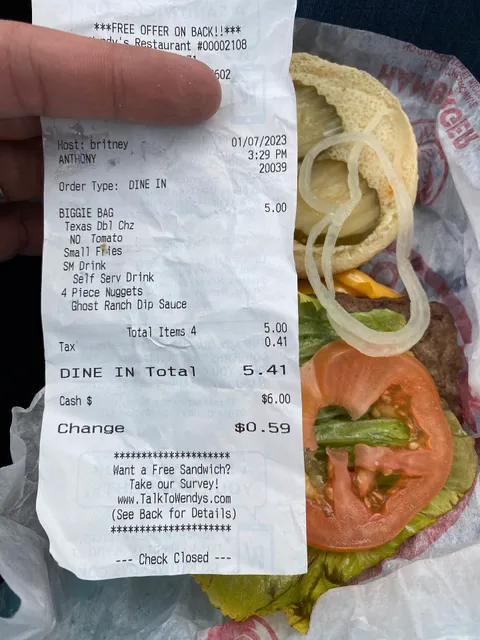 ***FREE OFFER ON BACK!!***
Wendy's Restaurant #00002108
602
Host: britney 01/07/2023
ANTHONY 3:29 PM
20039
Order Type: DINE IN
BIGGIE BAG 5.00
Texas Dbl Chz
NO Tomato
Small Fries
SM Drink
Self Serv Drink
4 Piece Nuggets
Ghost Ranch Dip Sauce
Total Items 4 5.00
Tax 0.41
DINE IN Total 5.41
Cash $ $6.00
Change $0.59
***********************
Want a Free Sandwich?
Take our Survey!
www.TalkToWendys.com
(See Back for Details)
***********************
--- Check Closed ---
HAMBURGER